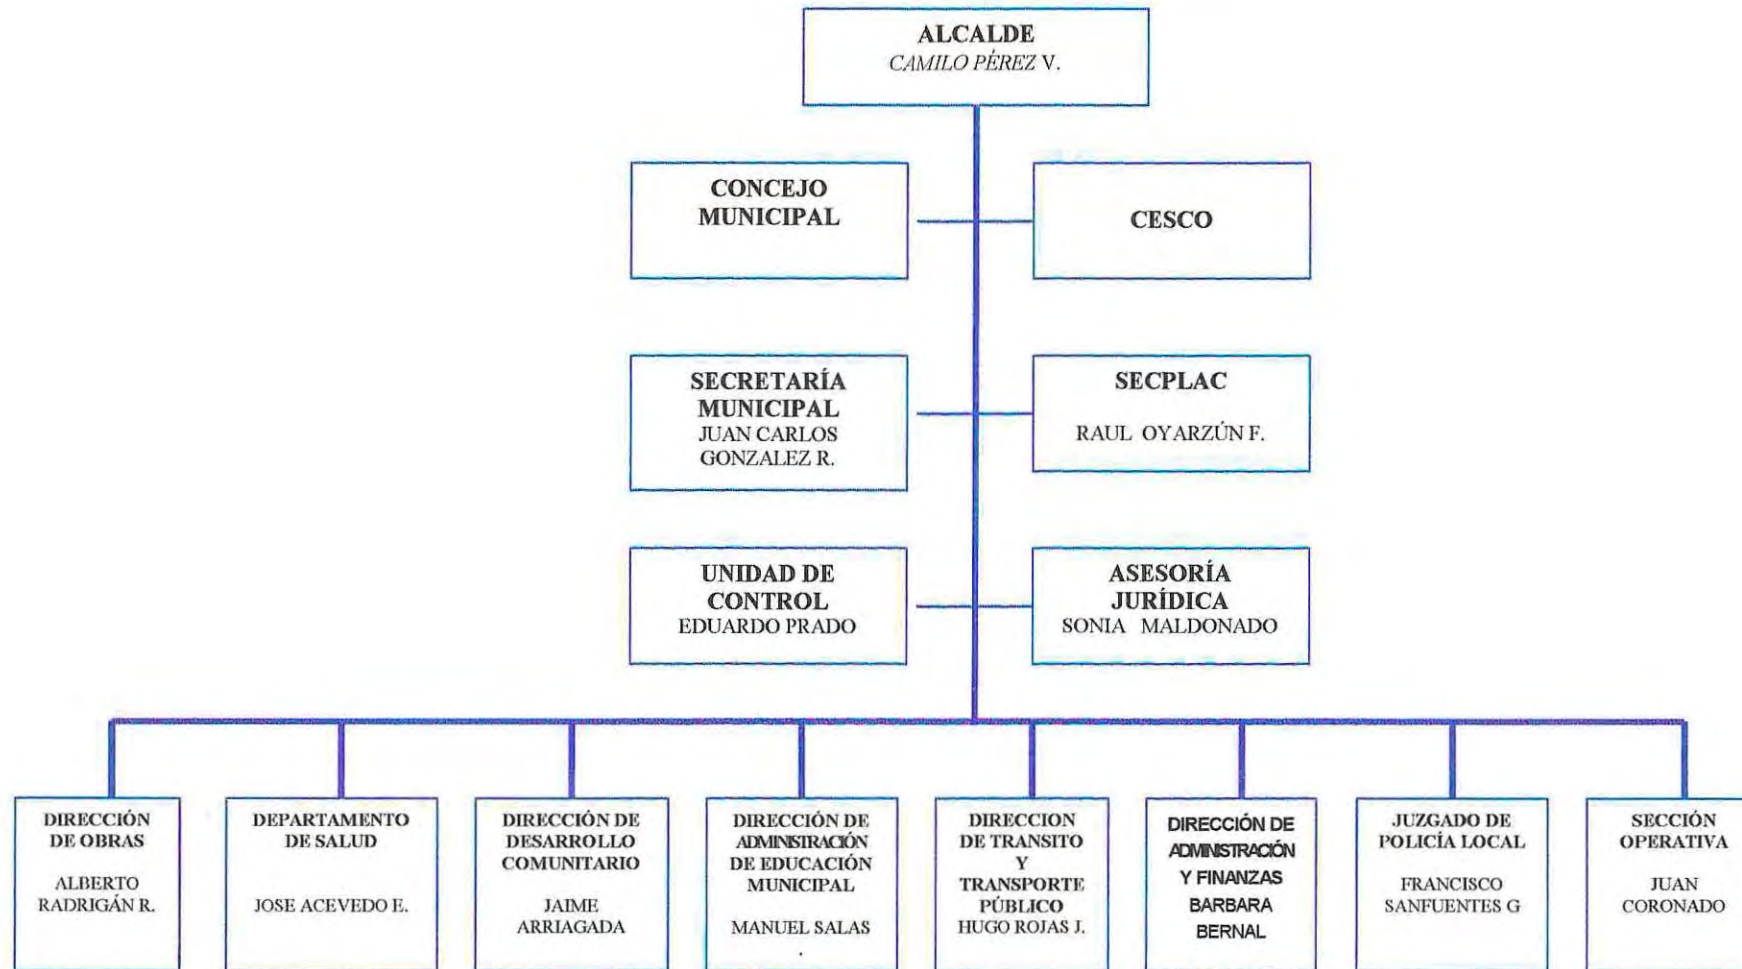 ALCALDE
CAMILO PÉREZ V.
CONCEJO
MUNICIPAL
CESCO
SECRETARÍA
MUNICIPAL
JUAN CARLOS
GONZALEZ R.
SECPLAC
RAUL OYARZÚN F.
UNIDAD DE
CONTROL
EDUARDO PRADO
ASESORÍA
JURÍDICA
SONIA MALDONADO
DIRECCIÓN
DE OBRAS
ALBERTO
RADRIGÁN R.
DEPARTAMENTO
DE SALUD
JOSE ACEVEDO E.
DIRECCIÓN DE
DESARROLLO
COMUNITARIO
JAIME
ARRIAGADA
DIRECCIÓN DE
ADMINISTRACIÓN
DE EDUCACIÓN
MUNICIPAL
MANUEL SALAS
.
DIRECCION
DE TRANSITO
Y
TRANSPORTE
PÚBLICO
HUGO ROJAS J.
DIRECCIÓN DE
ADMINISTRACIÓN
Y FINANZAS
BARBARA
BERNAL
JUZGADO DE
POLICÍA LOCAL
FRANCISCO
SANFUENTES G
SECCIÓN
OPERATIVA
JUAN
CORONADO